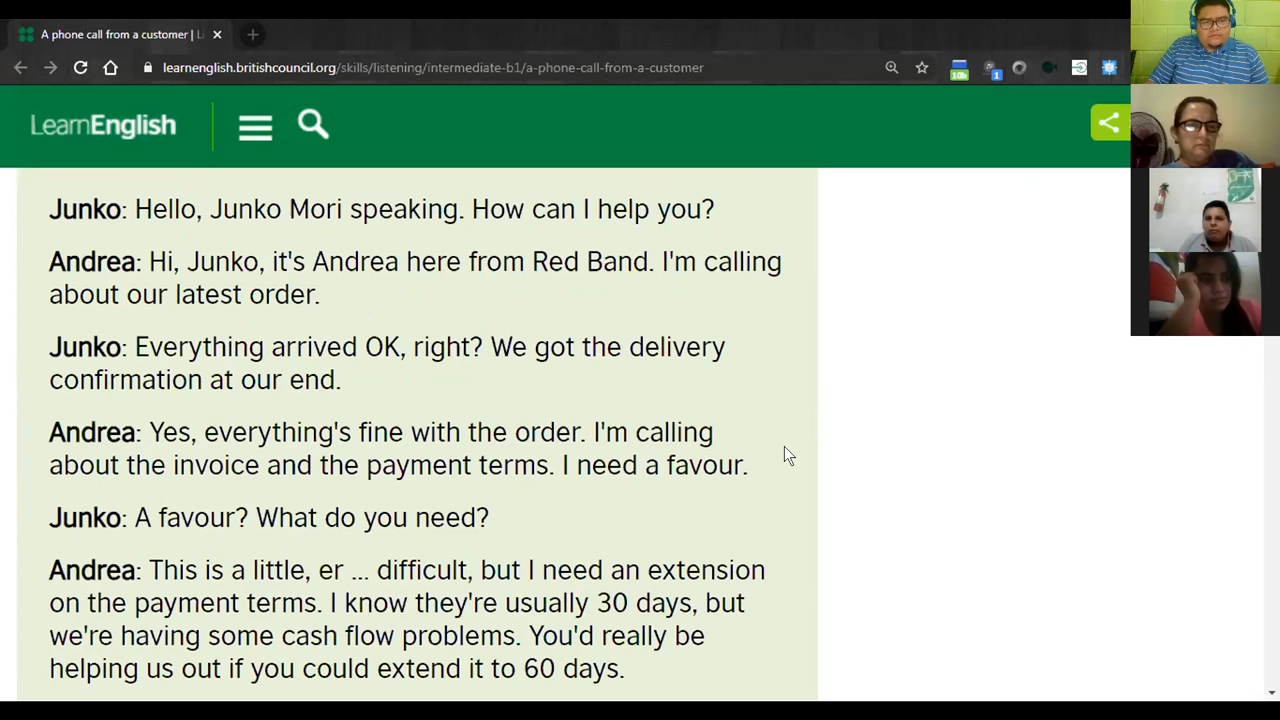 A phone call from a customer | Li
learnenglish.britishcouncil.org/skills/listening/intermediate-b1/a-phone-call-from-a-customer
10h
1
LearnEnglish
Junko: Hello, Junko Mori speaking. How can I help you?
Andrea: Hi, Junko, it's Andrea here from Red Band. I'm calling
about our latest order.
Junko: Everything arrived OK, right? We got the delivery
confirmation at our end.
Andrea: Yes, everything's fine with the order. I'm calling
about the invoice and the payment terms. I need a favour.
Junko: A favour? What do you need?
Andrea: This is a little, er ... difficult, but I need an extension
on the payment terms. I know they're usually 30 days, but
we're having some cash flow problems. You'd really be
helping us out if you could extend it to 60 days.